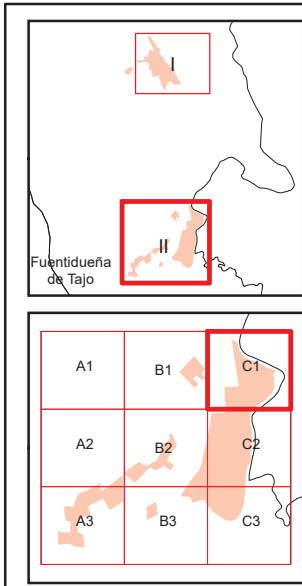 I
II
Fuentidueña
de Tajo
A1
B1
C1
A2
B2
C2
A3
B3
C3